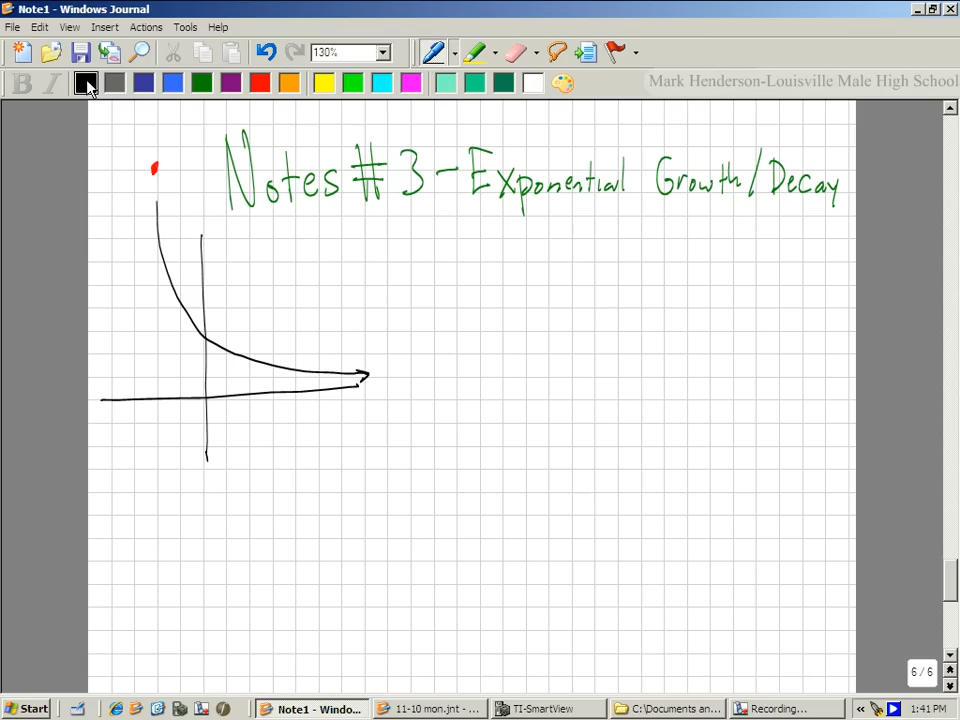 Note1 - Windows Journal
File Edit View Insert Actions Tools Help
130%
B I
Mark Henderson-Louisville Male High School
Notes # 3 - Exponential Growth/Decay
6 / 6
Start Note1 - Windo... 11-10 mon.jnt - ... TI-SmartView C:\Documents an... Recording... « 1:41 PM